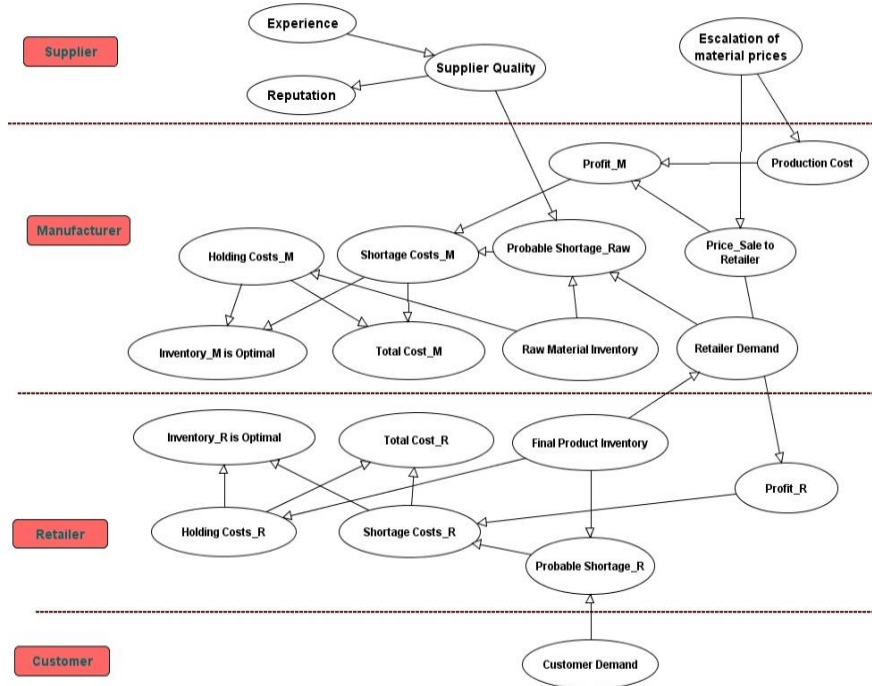 Experience
Supplier
Supplier Quality
Escalation of
material prices
Reputation
Profit_M
Production Cost
Manufacturer
Holding Costs_M
Shortage Costs_M
Probable Shortage_Raw
Price_Sale to
Retailer
Inventory_M is Optimal
Total Cost_M
Raw Material Inventory
Retailer Demand
Inventory_R is Optimal
Total Cost_R
Final Product Inventory
Profit_R
Retailer
Holding Costs_R
Shortage Costs_R
Probable Shortage_R
Customer
Customer Demand